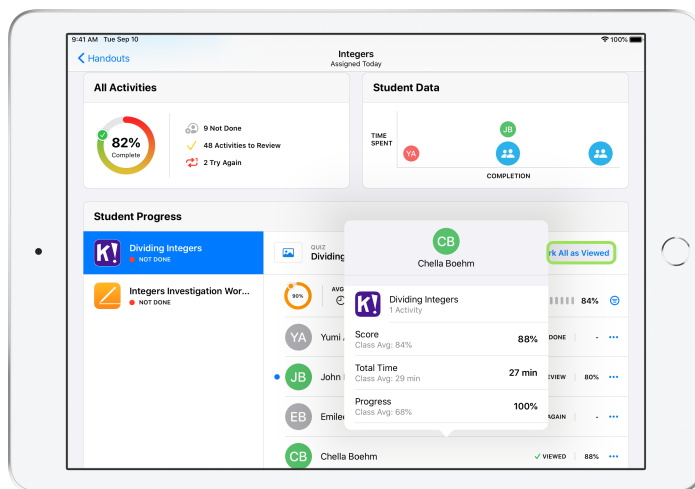 9:41 AM Tue Sep 10
100%
Handouts
Integers
Assigned Today
All Activities
82%
Complete
9 Not Done
48 Activities to Review
2 Try Again
Student Data
TIME
SPENT
YA
JB
COMPLETION
Student Progress
K!
Dividing Integers
NOT DONE
Integers Investigation Wor...
NOT DONE
QUIZ
Dividing
rk All as Viewed
90%
AVG
84%
YA
Yumi
DONE
-
JB
John
EVIEW
80%
EB
Emilee
AGAIN
-
CB
Chella Boehm
VIEWED
88%
CB
Chella Boehm
K!
Dividing Integers
1 Activity
Score
Class Avg: 84%
88%
Total Time
Class Avg: 29 min
27 min
Progress
Class Avg: 68%
100%